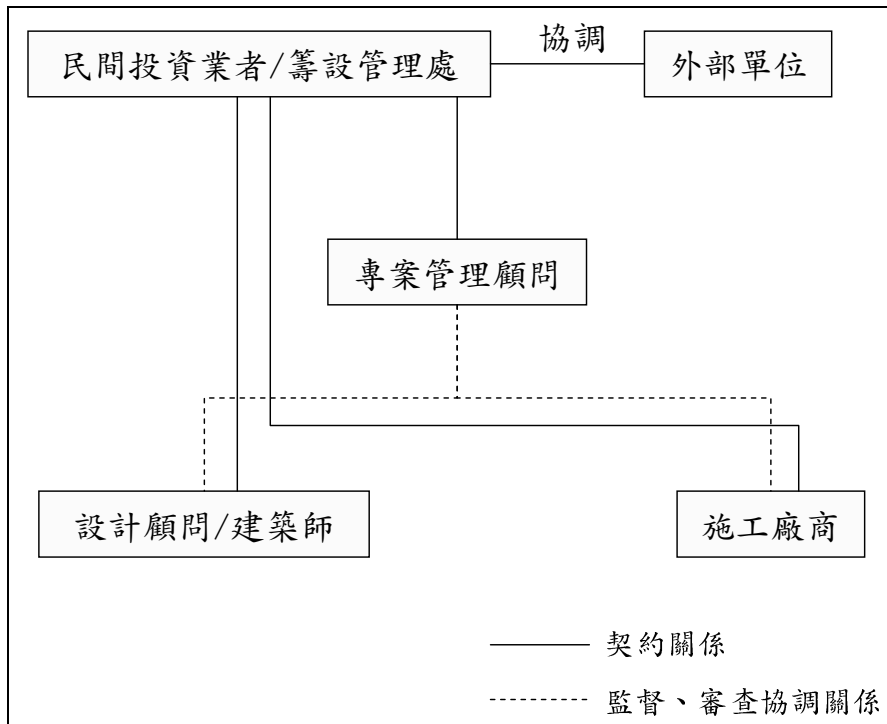 民間投資業者/籌設管理處
協調
外部單位
專案管理顧問
設計顧問/建築師
施工廠商
契約關係
監督、審查協調關係